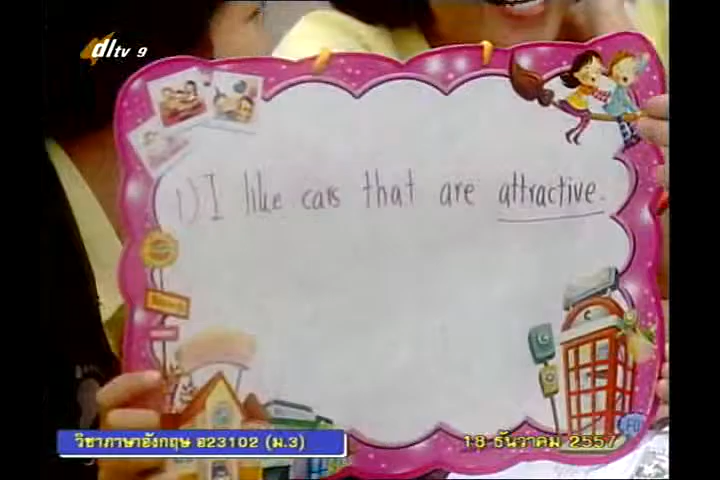 dltv 9
1) I like cars that are attractive.
วิชาภาษาอังกฤษ อ23102 (ม.3)
18 ธันวาคม 2557